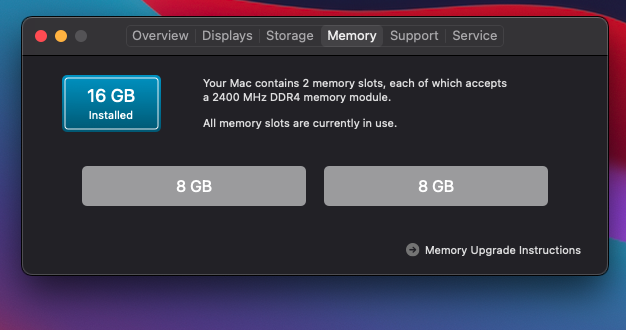 Overview Displays Storage Memory Support Service
16 GB
Installed
Your Mac contains 2 memory slots, each of which accepts
a 2400 MHz DDR4 memory module.
All memory slots are currently in use.
8 GB 8 GB
Memory Upgrade Instructions